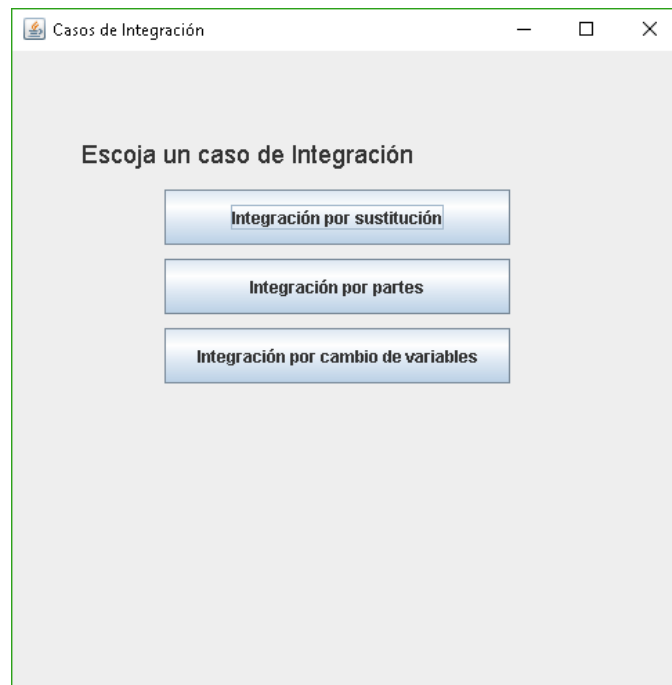 Casos de Integración
Escoja un caso de Integración
Integración por sustitución
Integración por partes
Integración por cambio de variables